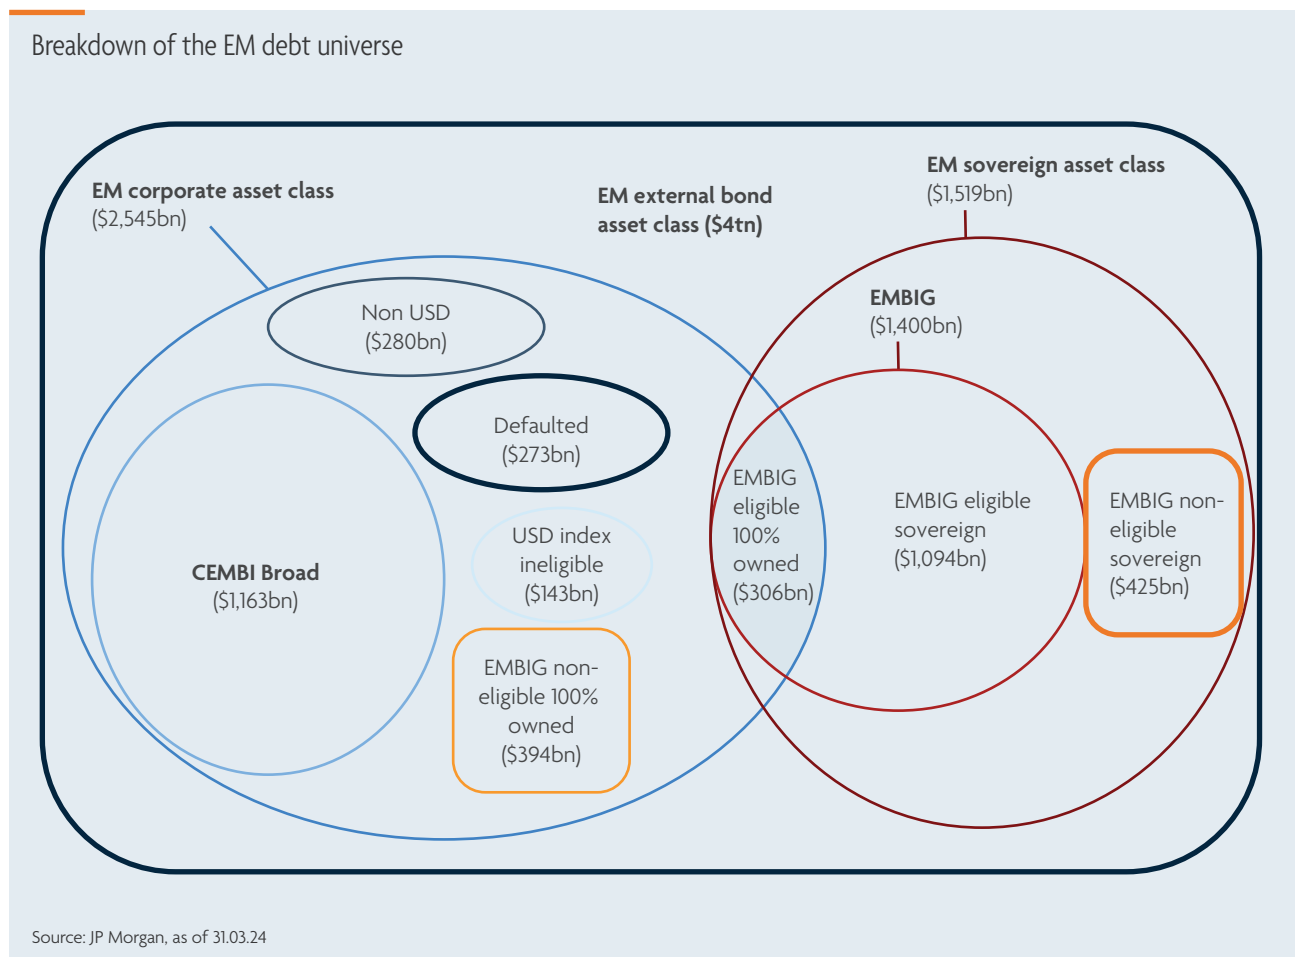 Breakdown of the EM debt universe
EM corporate asset class
($2,545bn)
EM external bond
asset class ($4tn)
EM sovereign asset class
($1,519bn)
EMBIG
($1,400bn)
Non USD
($280bn)
Defaulted
($273bn)
USD index
ineligible
($143bn)
CEMBI Broad
($1,163bn)
EMBIG non-
eligible 100%
owned
($394bn)
EMBIG
eligible
100%
owned
($306bn)
EMBIG eligible
sovereign
($1,094bn)
EMBIG non-
eligible
sovereign
($425bn)
Source: JP Morgan, as of 31.03.24